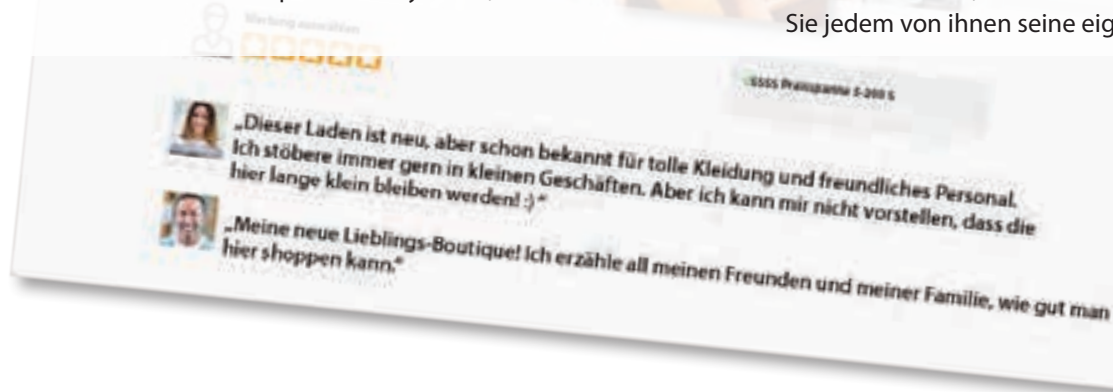 Sie jedem von ihnen seine eig
Wertung auswählen
$$$$ Preisspanne 5-200 $
„Dieser Laden ist neu, aber schon bekannt für tolle Kleidung und freundliches Personal.
Ich stöbere immer gern in kleinen Geschäften. Aber ich kann mir nicht vorstellen, dass die
hier lange klein bleiben werden! :)“
„Meine neue Lieblings-Boutique! Ich erzähle all meinen Freunden und meiner Familie, wie gut man
hier shoppen kann.“